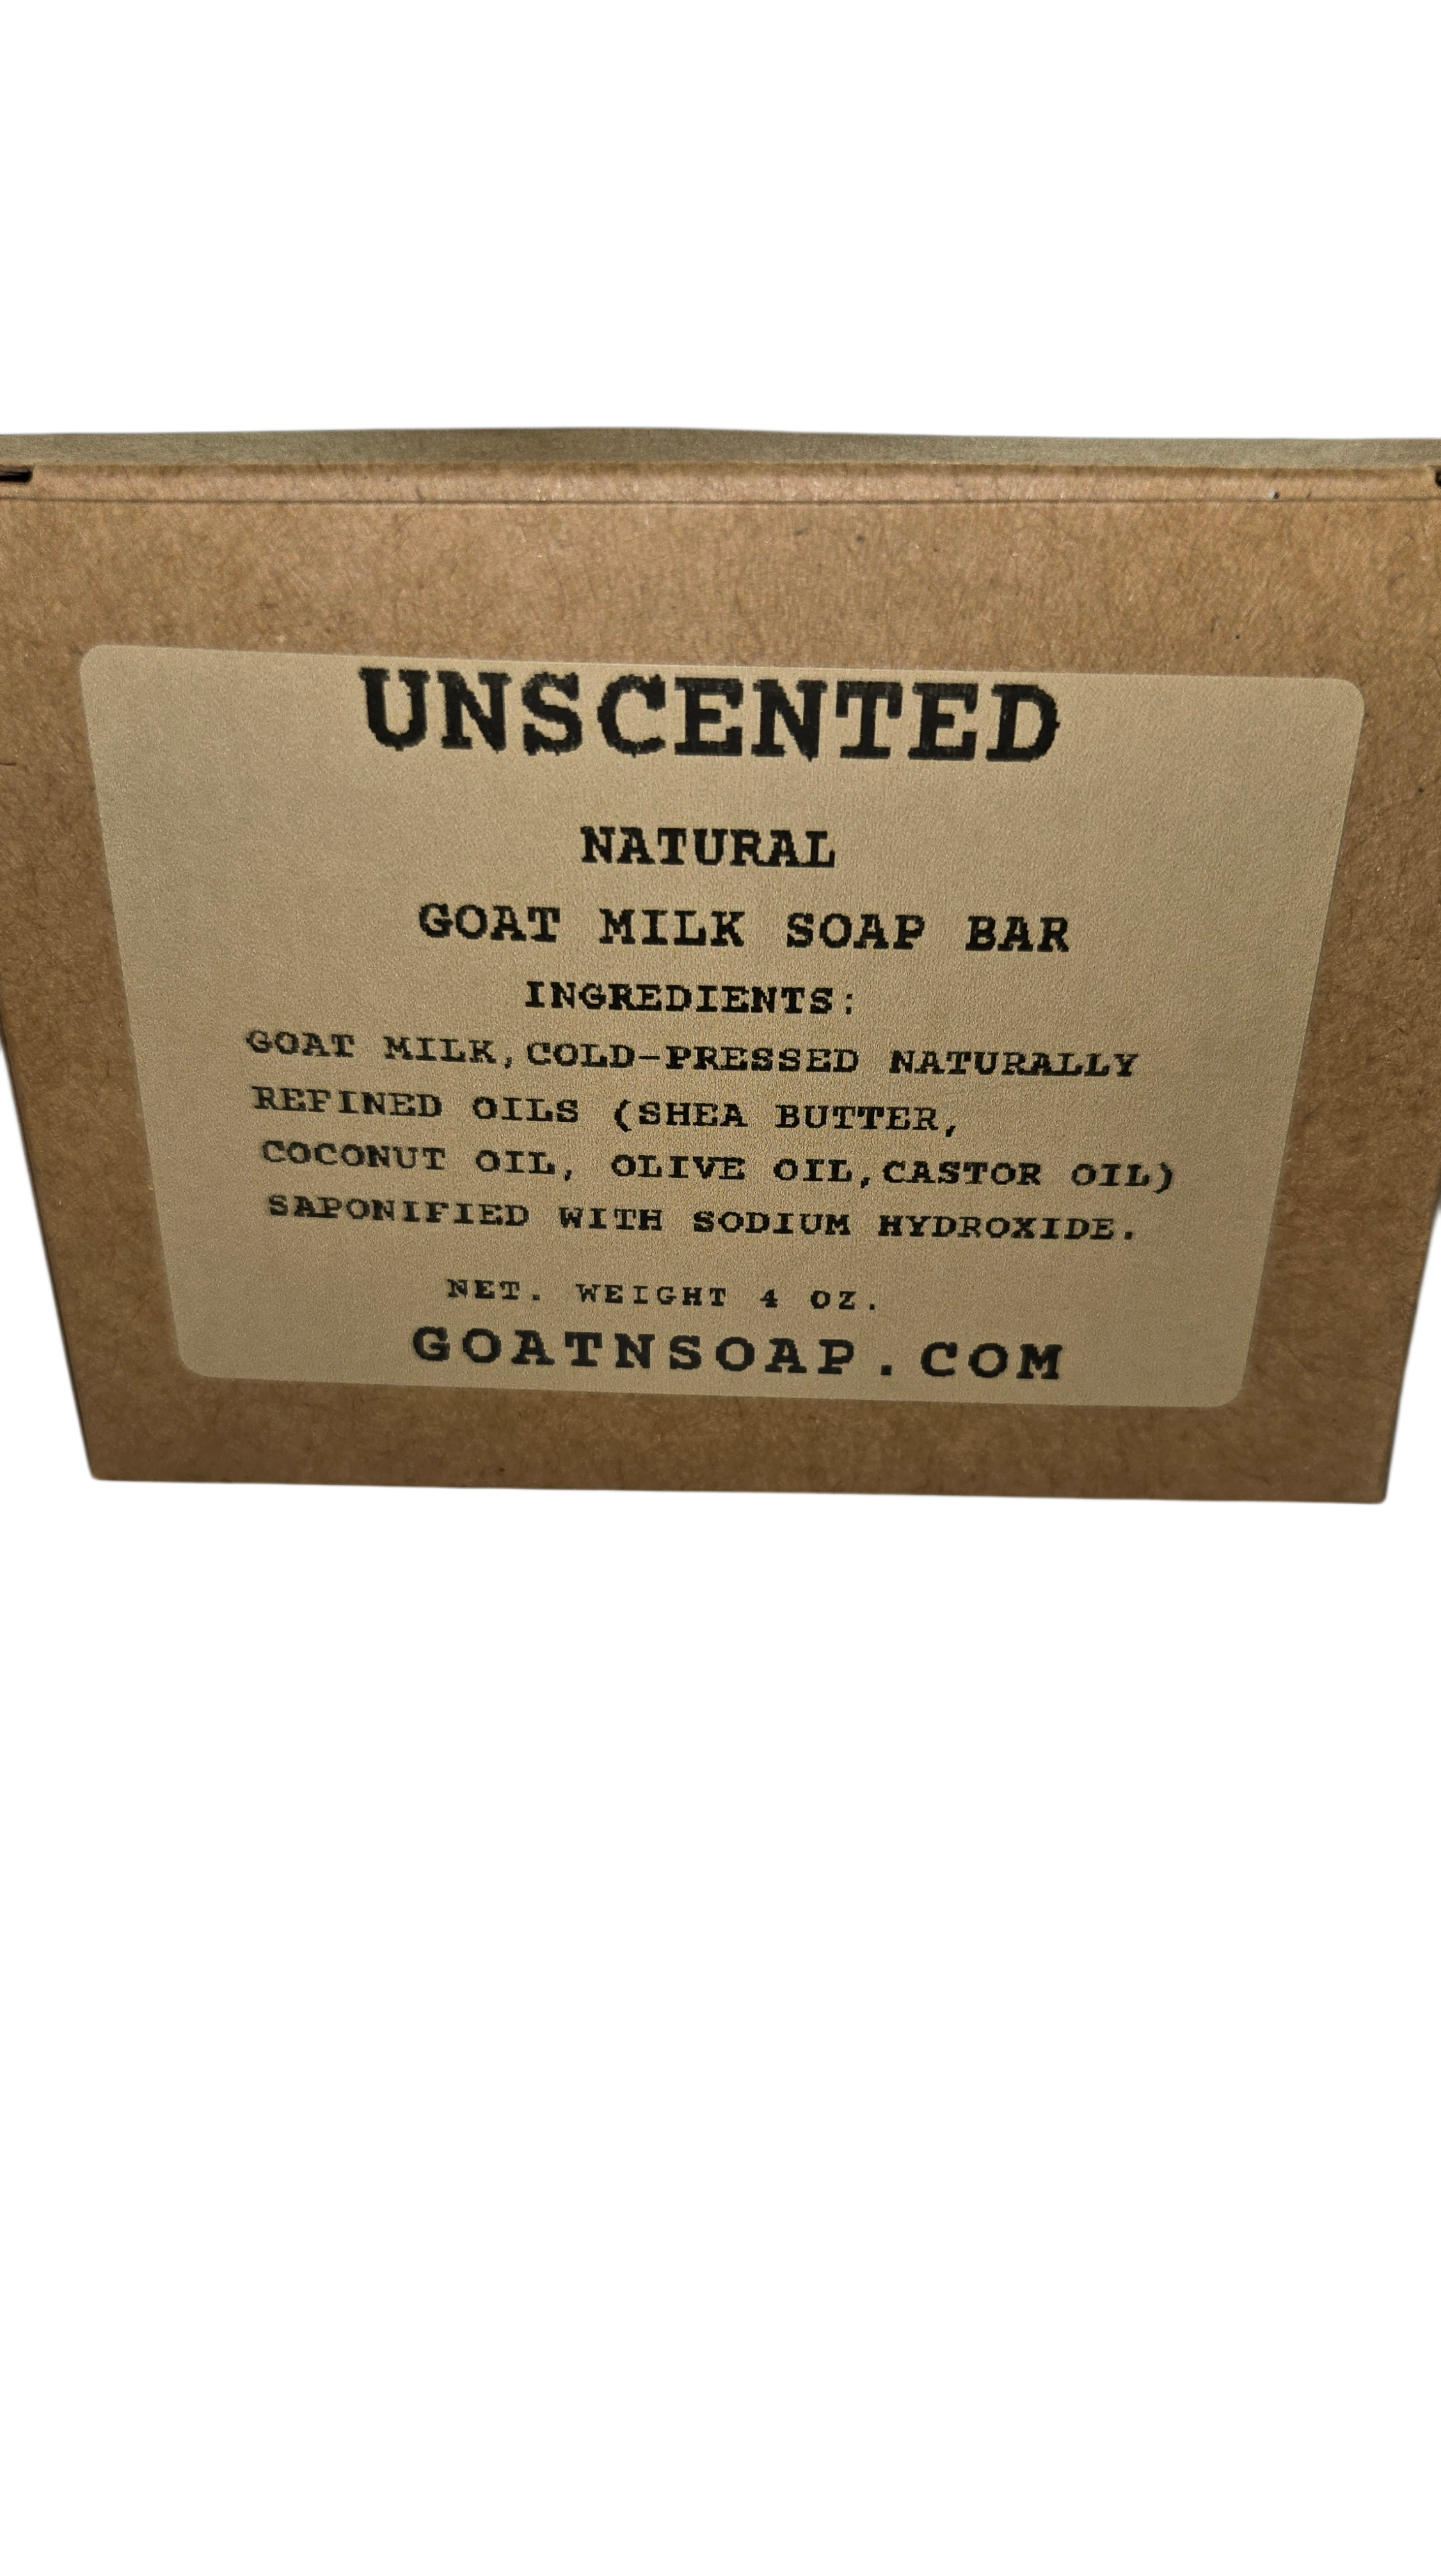 UNSCENTED
NATURAL
GOAT MILK SOAP BAR
INGREDIENTS:
GOAT MILK,COLD-PRESSED NATURALLY
REFINED OILS (SHEA BUTTER,
COCONUT OIL, OLIVE OIL,CASTOR OIL)
SAPONIFIED WITH SODIUM HYDROXIDE.
NET. WEIGHT 4 OZ.
GOATNSOAP.COM